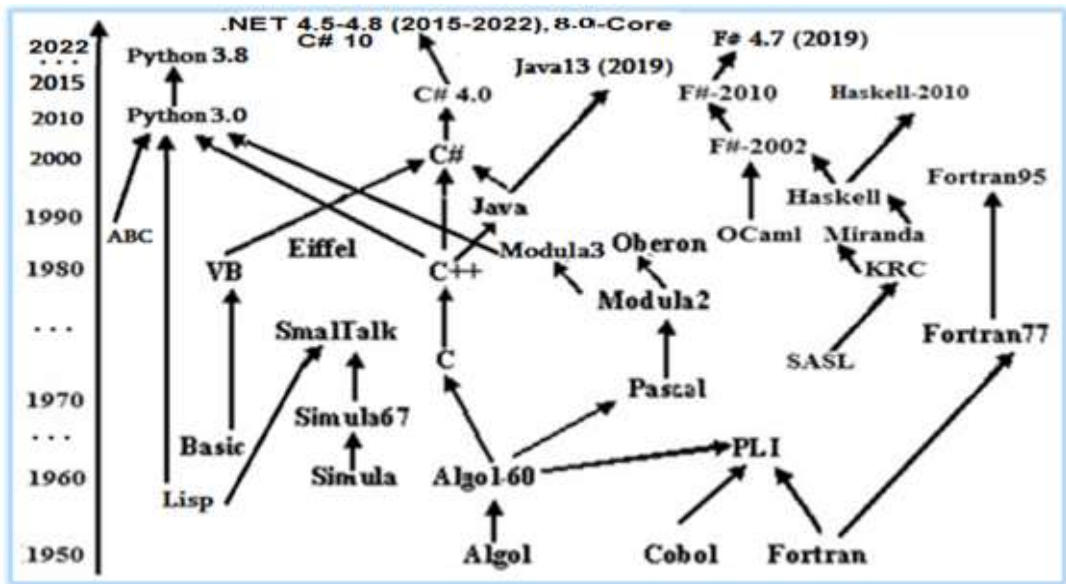 .NET 4.5-4.8 (2015-2022), 8.0-Core
C# 10
F# 4.7 (2019)
2022
...
Python 3.8
Java13 (2019)
2015
C# 4.0
F#-2010
Haskell-2010
2010
Python 3.0
2000
C#
F#-2002
Haskell
Fortran95
1990
ABC
Java
OCaml
Miranda
Eiffel
Modula3
Oberon
1980
VB
C++
KRC
Modula2
...
SmalTalk
Fortran77
C
SASL
Pascal
1970
Simula67
...
Basic
PLI
1960
Simula
Algol-60
Lisp
1950
Algol
Cobol
Fortran